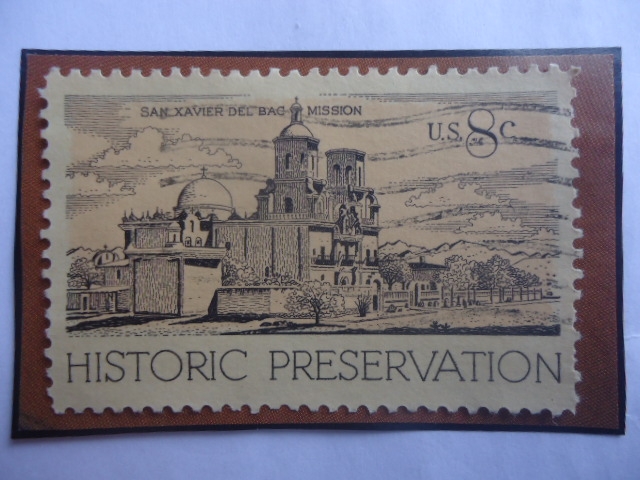 SAN XAVIER DEL BAC MISSION
U.S. 8c
HISTORIC PRESERVATION